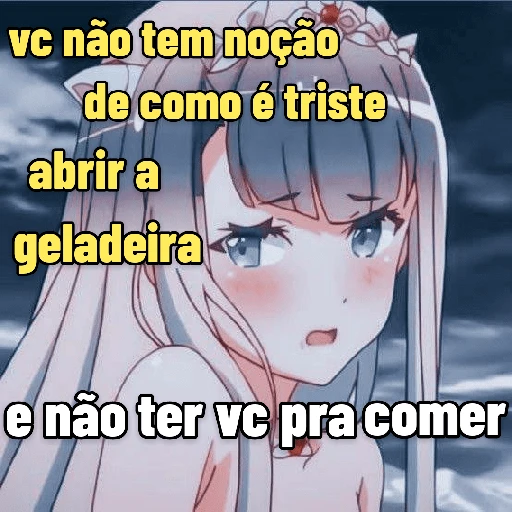 vc não tem noção
de como é triste
abrir a
geladeira
e não ter vc pra comer